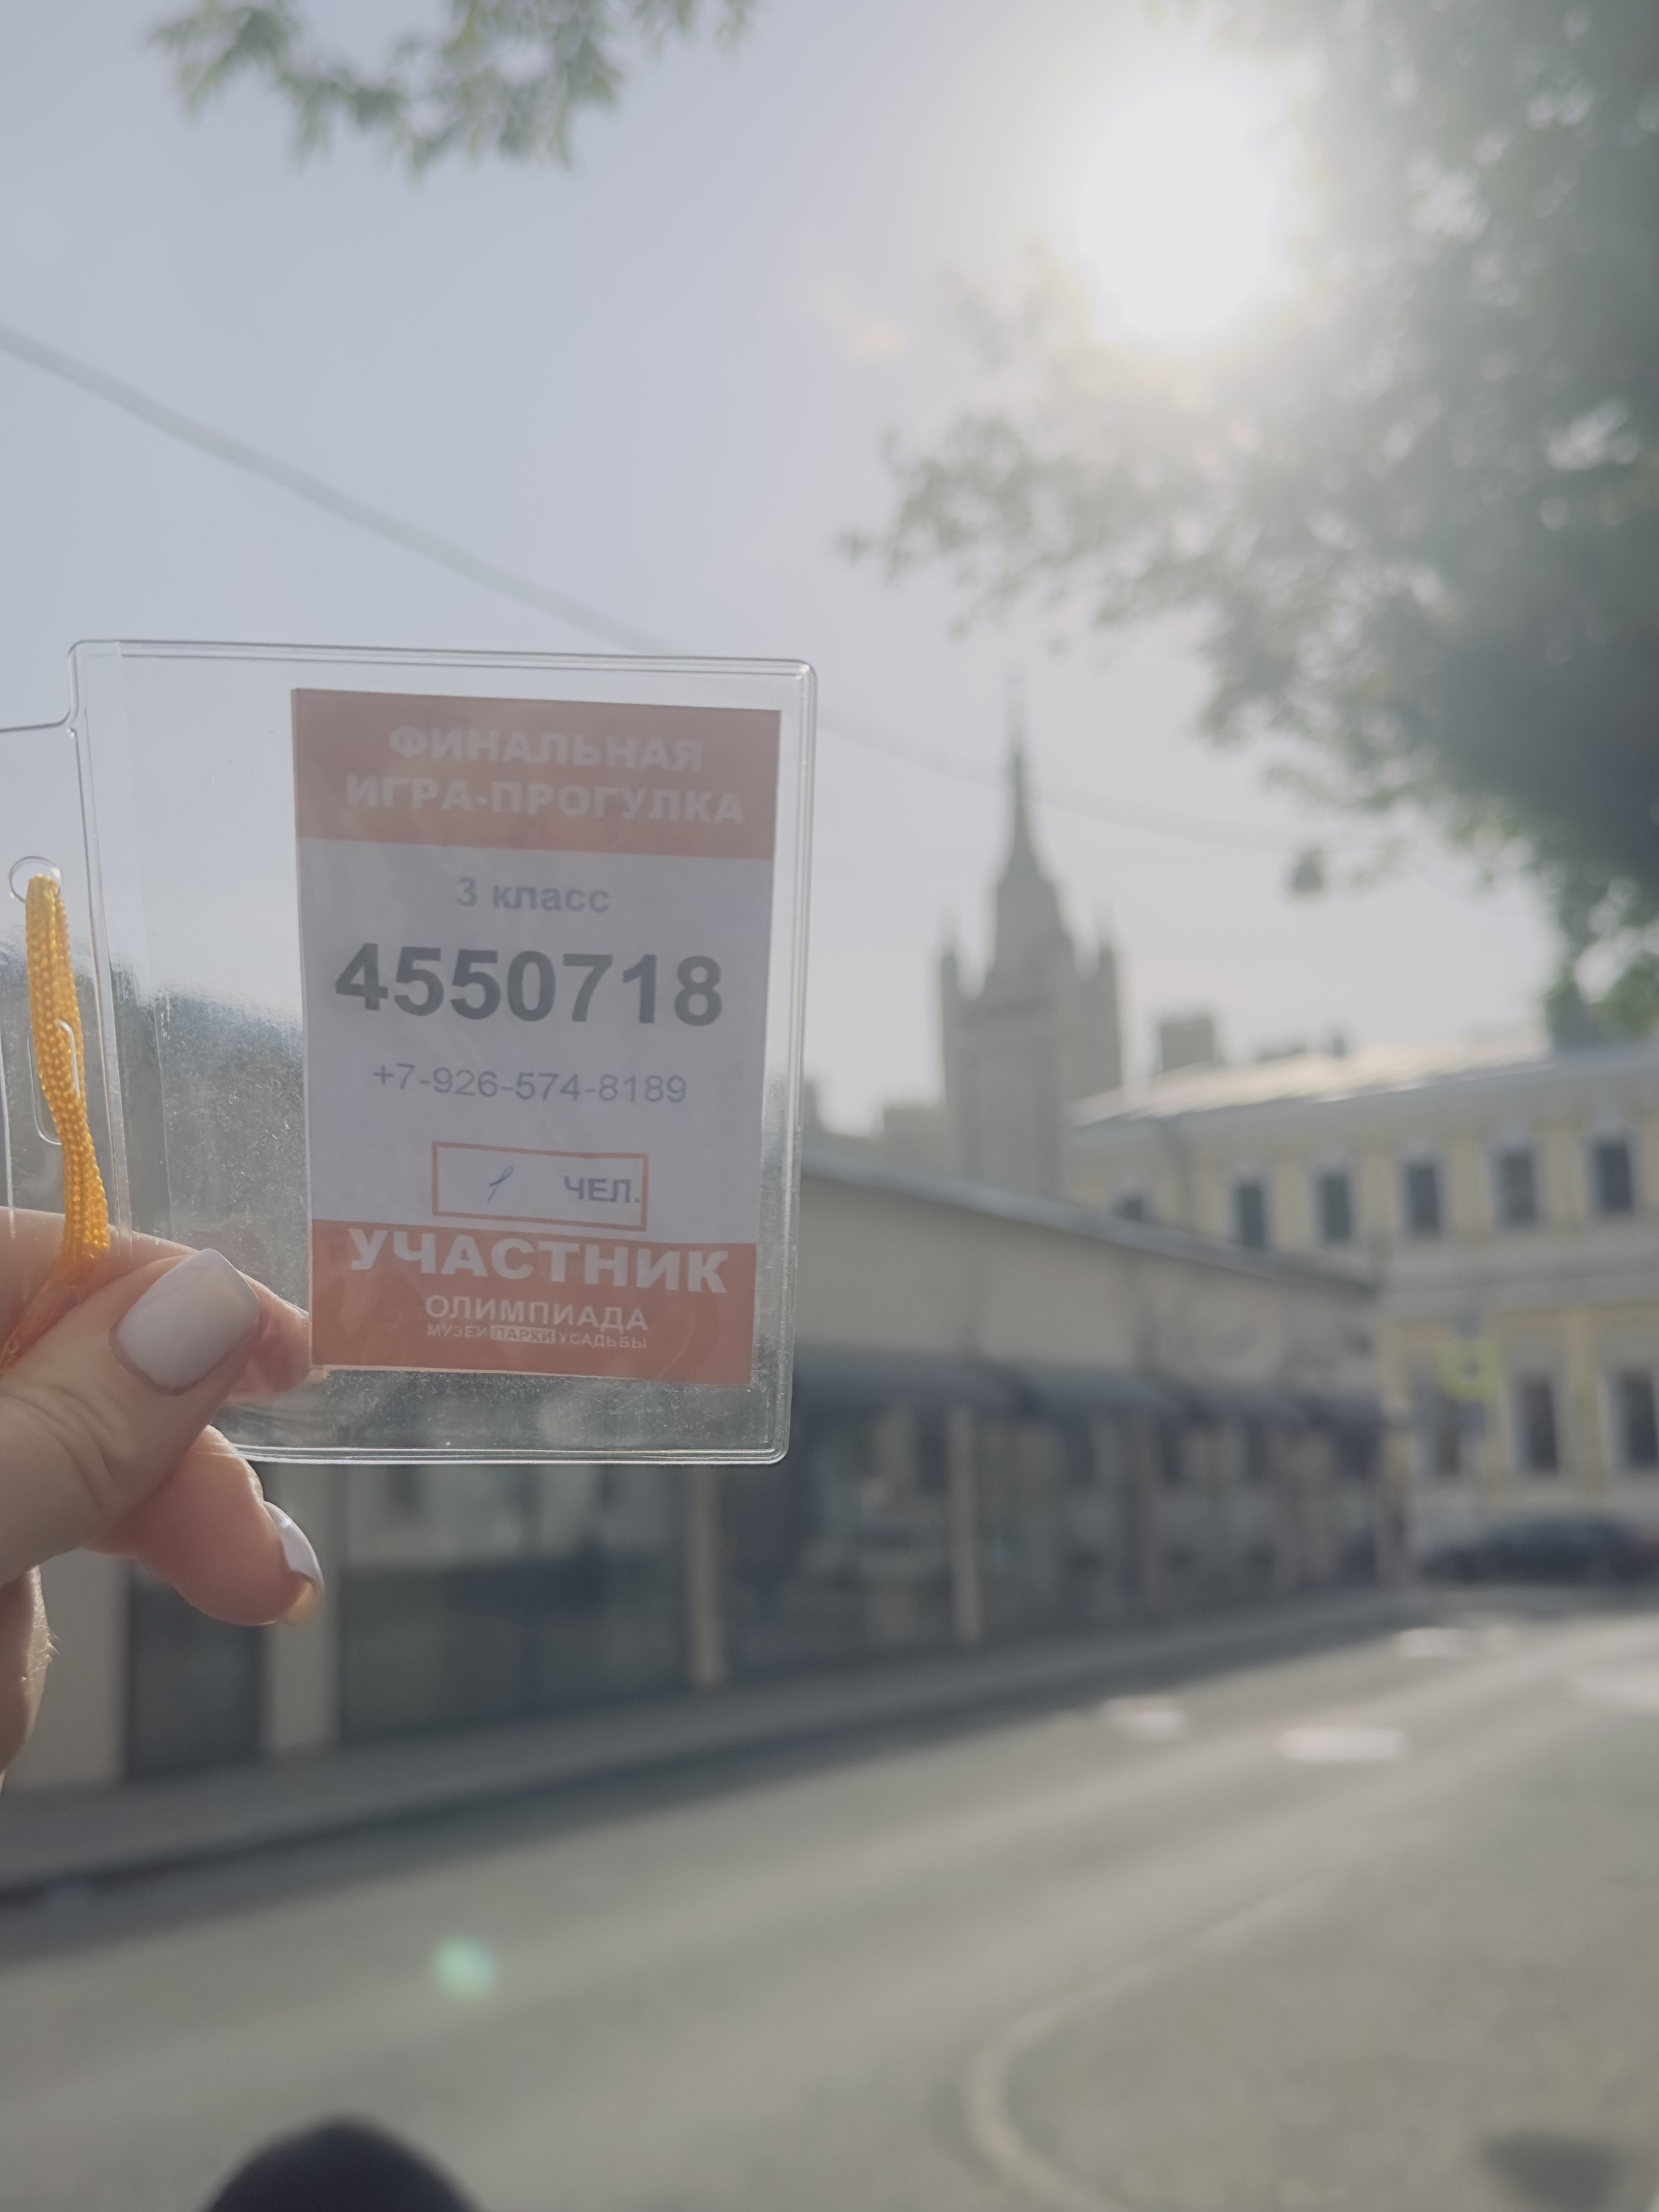 ФИНАЛЬНАЯ
ИГРА-ПРОГУЛКА
3 класс
4550718
+7-926-574-8189
1 ЧЕЛ.
УЧАСТНИК
ОЛИМПИАДА
МУЗЕИ ПАРКИ УСАДЬБЫ